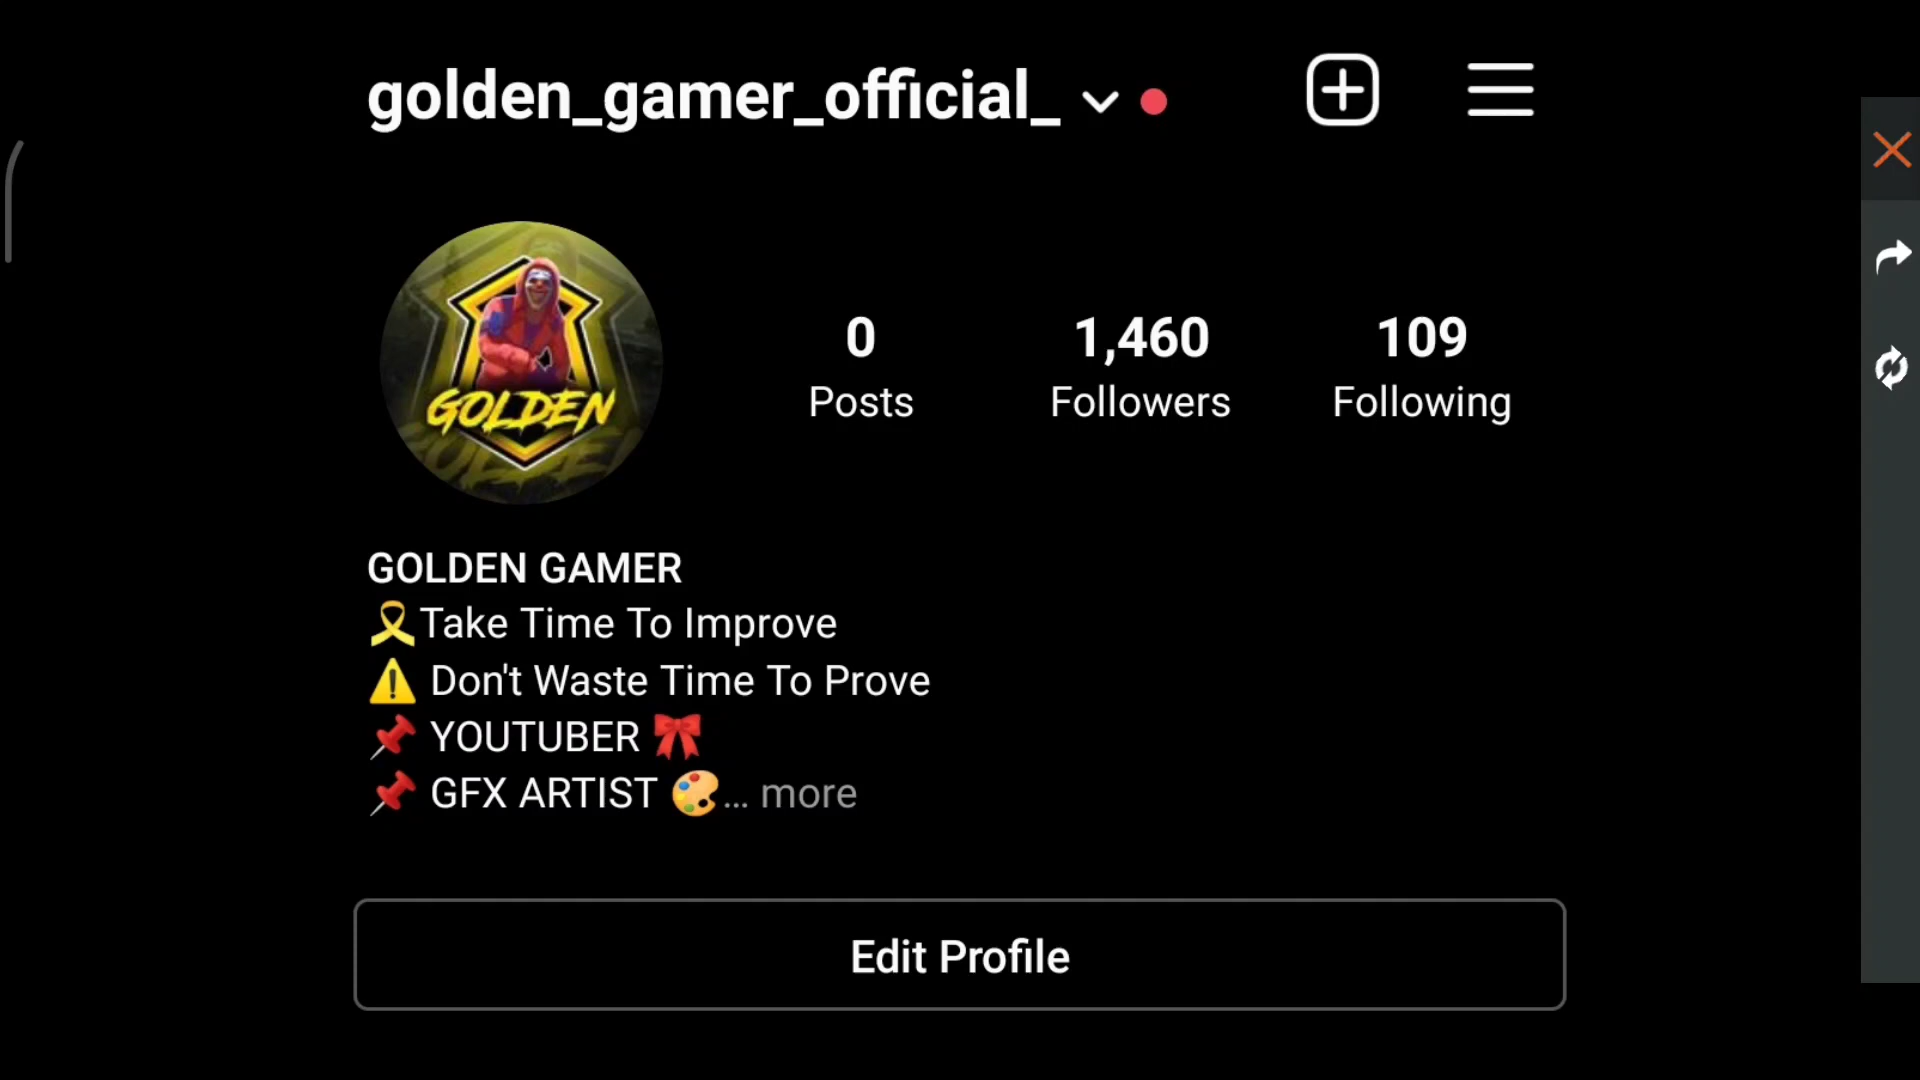 golden_gamer_official_
GOLDEN
0
Posts
1,460
Followers
109
Following
GOLDEN GAMER
🎗Take Time To Improve
⚠️ Don't Waste Time To Prove
📌 YOUTUBER 🎀
📌 GFX ARTIST 🎨... more
Edit Profile